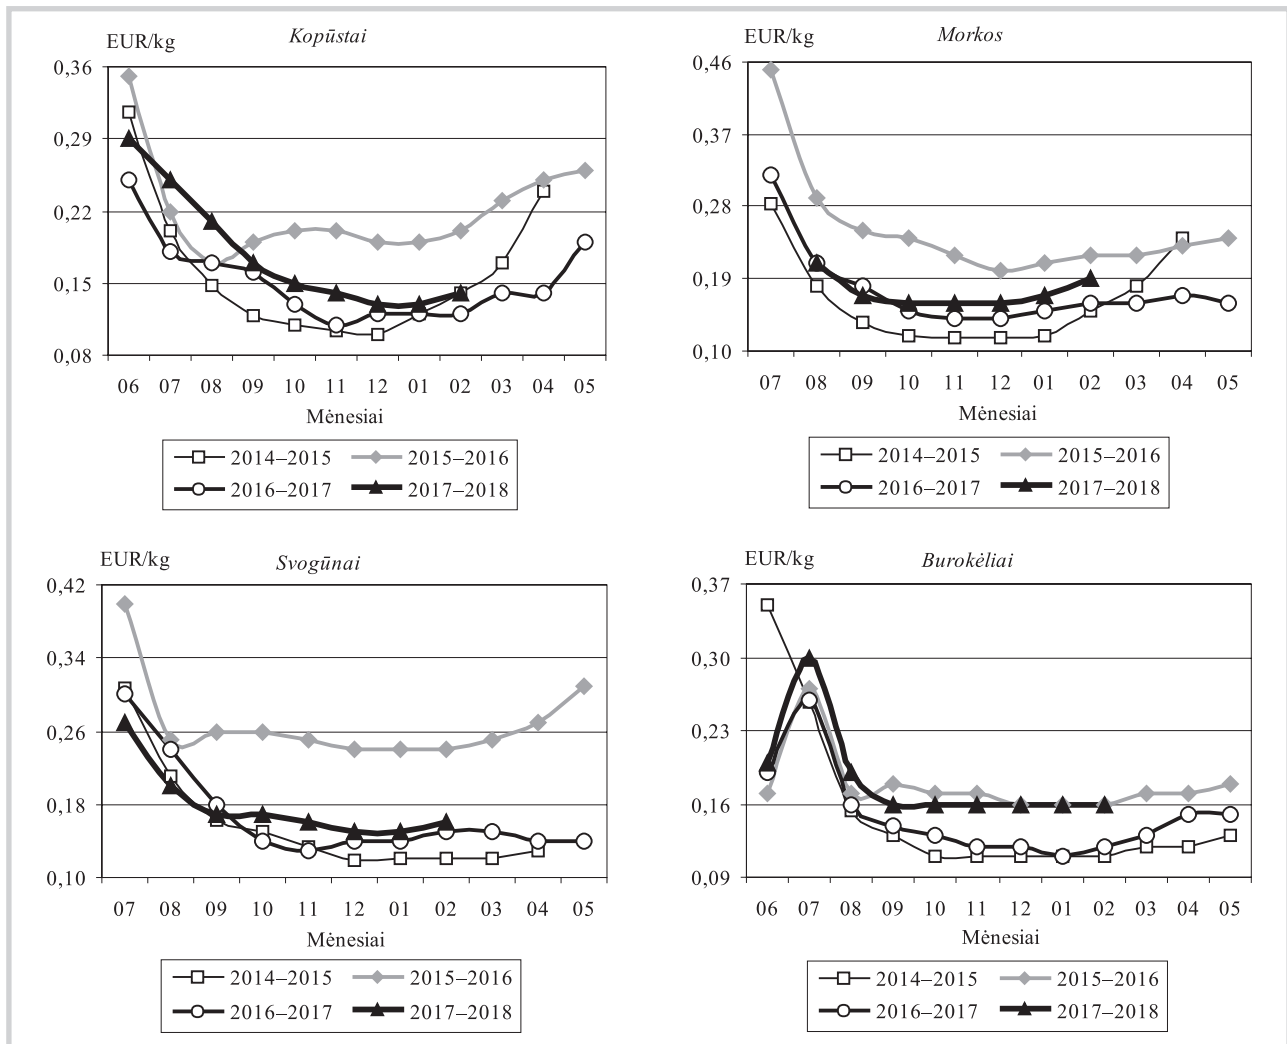 EUR/kg
Kopūstai
0,36
0,29
0,22
0,15
0,08
06 07 08 09 10 11 12 01 02 03 04 05
Mėnesiai
2014–2015 2015–2016
2016–2017 2017–2018
EUR/kg
Morkos
0,46
0,37
0,28
0,19
0,10
07 08 09 10 11 12 01 02 03 04 05
Mėnesiai
2014–2015 2015–2016
2016–2017 2017–2018
EUR/kg
Svogūnai
0,42
0,34
0,26
0,18
0,10
07 08 09 10 11 12 01 02 03 04 05
Mėnesiai
2014–2015 2015–2016
2016–2017 2017–2018
EUR/kg
Burokėliai
0,37
0,30
0,23
0,16
0,09
06 07 08 09 10 11 12 01 02 03 04 05
Mėnesiai
2014–2015 2015–2016
2016–2017 2017–2018